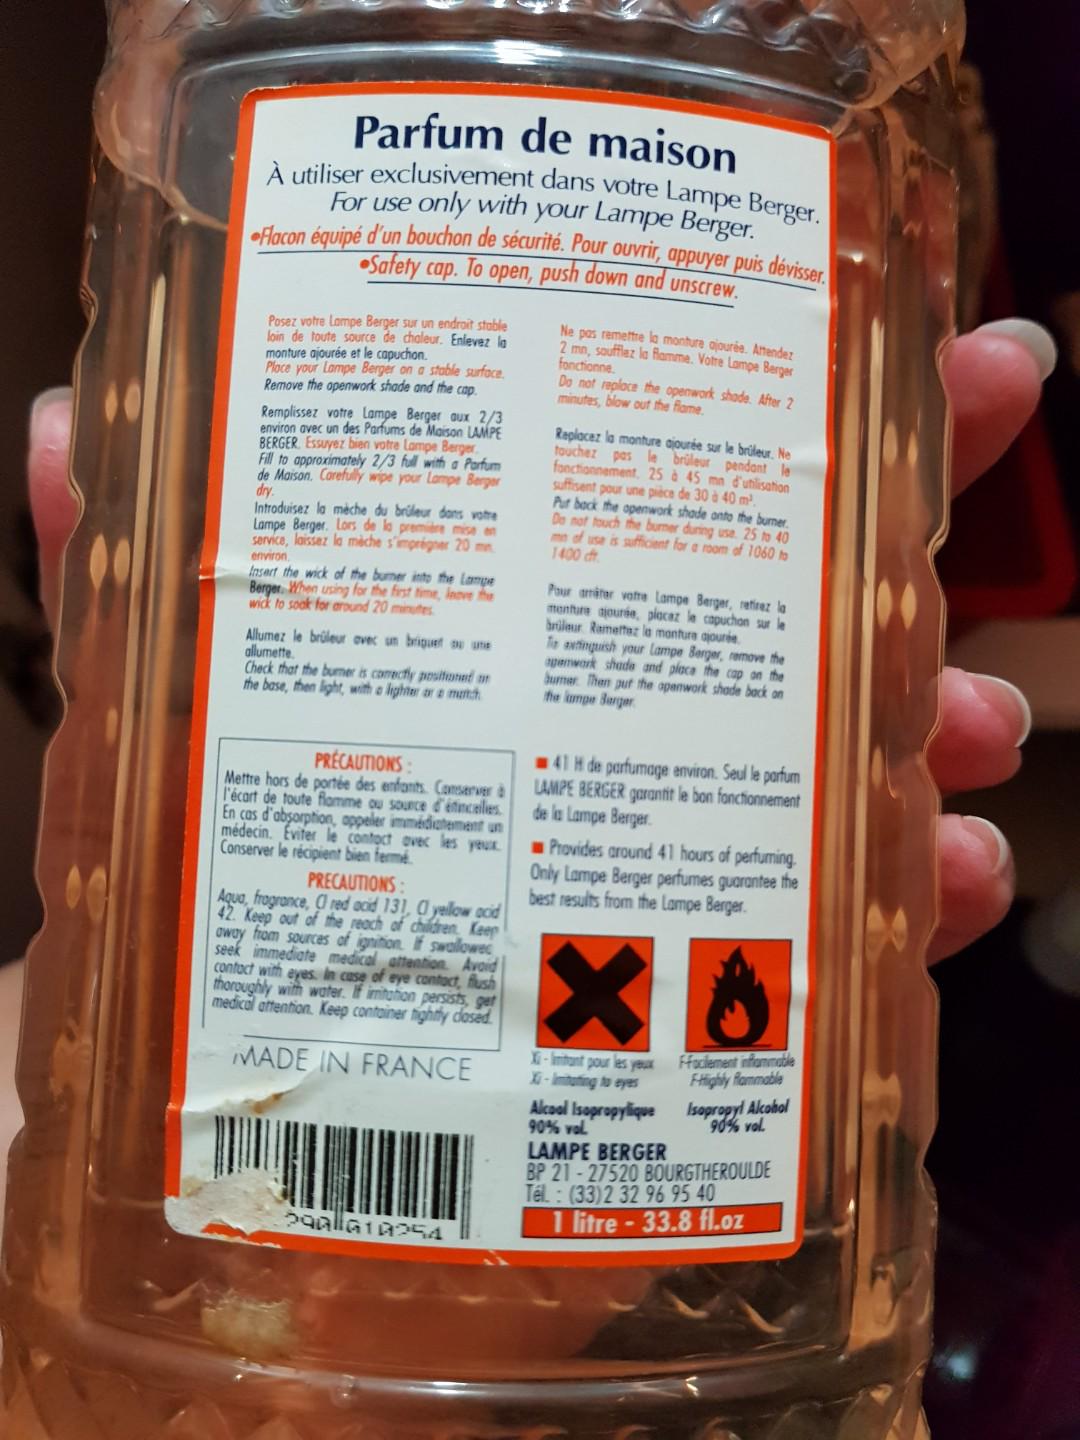 Parfum de maison
À utiliser exclusivement dans votre Lampe Berger.
For use only with your Lampe Berger.
•Flacon équipé d'un bouchon de sécurité. Pour ouvrir, appuyer puis dévisser.
•Safety cap. To open, push down and unscrew.
Posez votre Lampe Berger sur un endroit stable
loin de toute source de chaleur. Enlevez la
monture ajourée et le capuchon.
Place your Lampe Berger on a stable surface.
Remove the openwork shade and the cap.
Remplissez votre Lampe Berger aux 2/3
environ avec un des Parfums de Maison LAMPE
BERGER. Essuyez bien votre Lampe Berger.
Fill to approximately 2/3 full with a Parfum
de Maison. Carefully wipe your Lampe Berger
dry.
Introduisez la mèche du brûleur dans votre
Lampe Berger. Lors de la première mise en
service, laissez la mèche s'imprégner 20 mn.
environ.
Insert the wick of the burner into the Lampe
Berger. When using for the first time, leave the
wick to soak for around 20 minutes.
Allumez le brûleur avec un briquet ou une
allumette.
Check that the burner is correctly positioned on
the base, then light, with a lighter or a match.
Ne pas remettre la monture ajourée. Attendez
2 mn, soufflez la flamme. Votre Lampe Berger
fonctionne.
Do not replace the openwork shade. After 2
minutes, blow out the flame.
Replacez la monture ajourée sur le brûleur. Ne
touchez pas le brûleur pendant le
fonctionnement. 25 à 45 mn d'utilisation
suffisent pour une pièce de 30 à 40 m².
Put back the openwork shade onto the burner.
Do not touch the burner during use. 25 to 40
mn of use is sufficient for a room of 1060 to
1400 cft.
Pour arrêter votre Lampe Berger, retirez la
monture ajourée, placez le capuchon sur le
brûleur. Remettez la monture ajourée.
To extinguish your Lampe Berger, remove the
openwork shade and place the cap on the
burner. Then put the openwork shade back on
the lampe Berger.
PRÉCAUTIONS :
Mettre hors de portée des enfants. Conserver à
l'écart de toute flamme ou source d'étincelles.
En cas d'absorption, appeler immédiatement un
médecin. Éviter le contact avec les yeux.
Conserver le récipient bien fermé.
PRECAUTIONS :
Aqua, fragrance, CI red acid 131, CI yellow acid
42. Keep out of the reach of children. Keep
away from sources of ignition. If swallowed,
seek immediate medical attention. Avoid
contact with eyes. In case of eye contact, flush
thoroughly with water. If irritation persists, get
medical attention. Keep container tightly closed.
MADE IN FRANCE
290 010254
■ 41 H de parfumage environ. Seul le parfum
LAMPE BERGER garantit le bon fonctionnement
de la Lampe Berger.
■ Provides around 41 hours of perfuming.
Only Lampe Berger perfumes guarantee the
best results from the Lampe Berger.
Xi - Irritant pour les yeux
Xi - Irritating to eyes
F-Facilement inflammable
F-Highly flammable
Alcool Isopropylique
90% vol.
Isopropyl Alcohol
90% vol.
LAMPE BERGER
BP 21 - 27520 BOURGTHEROULDE
Tél. : (33)2 32 96 95 40
1 litre - 33.8 fl.oz